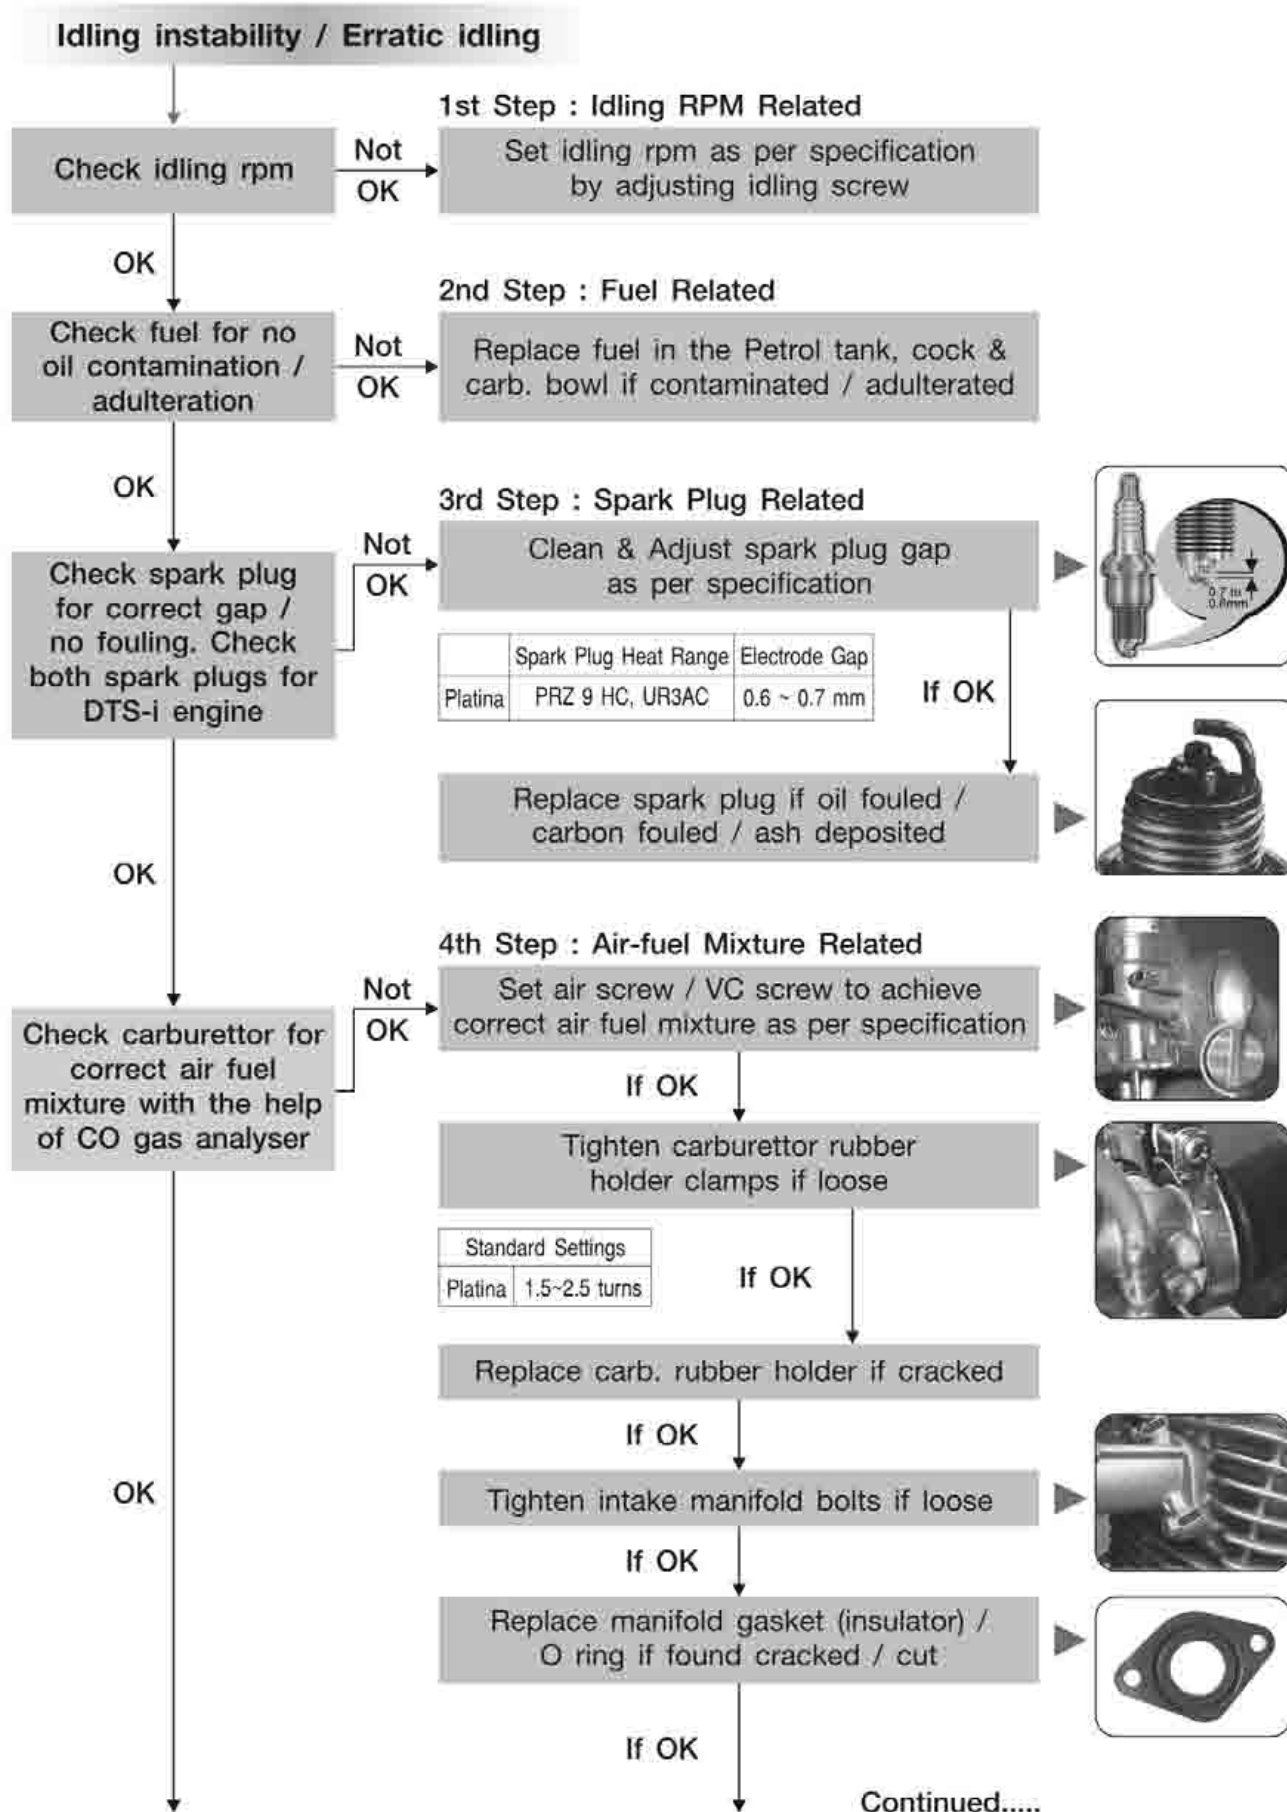 Idling instability / Erratic idling
1st Step : Idling RPM Related
Check idling rpm
Not
OK
Set idling rpm as per specification
by adjusting idling screw
OK
2nd Step : Fuel Related
Check fuel for no
oil contamination /
adulteration
Not
OK
Replace fuel in the Petrol tank, cock &
carb. bowl if contaminated / adulterated
OK
3rd Step : Spark Plug Related
Check spark plug
for correct gap /
no fouling. Check
both spark plugs for
DTS-i engine
Not
OK
Clean & Adjust spark plug gap
as per specification
0.7 to
Spark Plug Heat Range Electrode Gap
Platina PRZ 9 HC, UR3AC 0.6 ~ 0.7 mm
If OK
Replace spark plug if oil fouled /
carbon fouled / ash deposited
OK
4th Step : Air-fuel Mixture Related
Check carburettor for
correct air fuel
mixture with the help
of CO gas analyser
Not
OK
Set air screw / VC screw to achieve
correct air fuel mixture as per specification
If OK
Tighten carburettor rubber
holder clamps if loose
Standard Settings
Platina 1.5~2.5 turns
If OK
Replace carb. rubber holder if cracked
If OK
OK
Tighten intake manifold bolts if loose
If OK
Replace manifold gasket (insulator) /
O ring if found cracked / cut
If OK
Continued.....